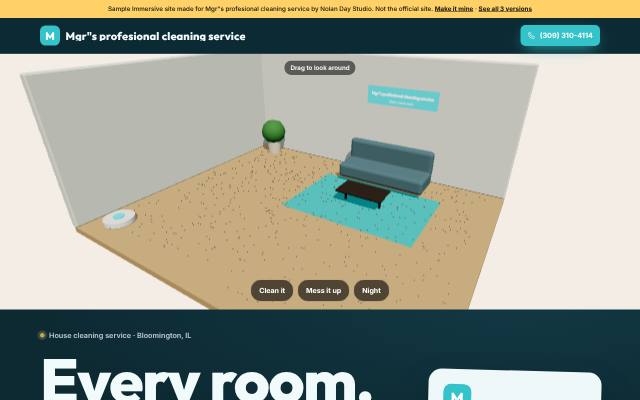 Sample Immersive site made for Mgr"s profesional cleaning service by Nolan Day Studio. Not the official site. Make it mine · See all 3 versions
M Mgr"s profesional cleaning service
(309) 310-4114
Drag to look around
Clean it Mess it up Night
House cleaning service · Bloomington, IL
Every room.
M